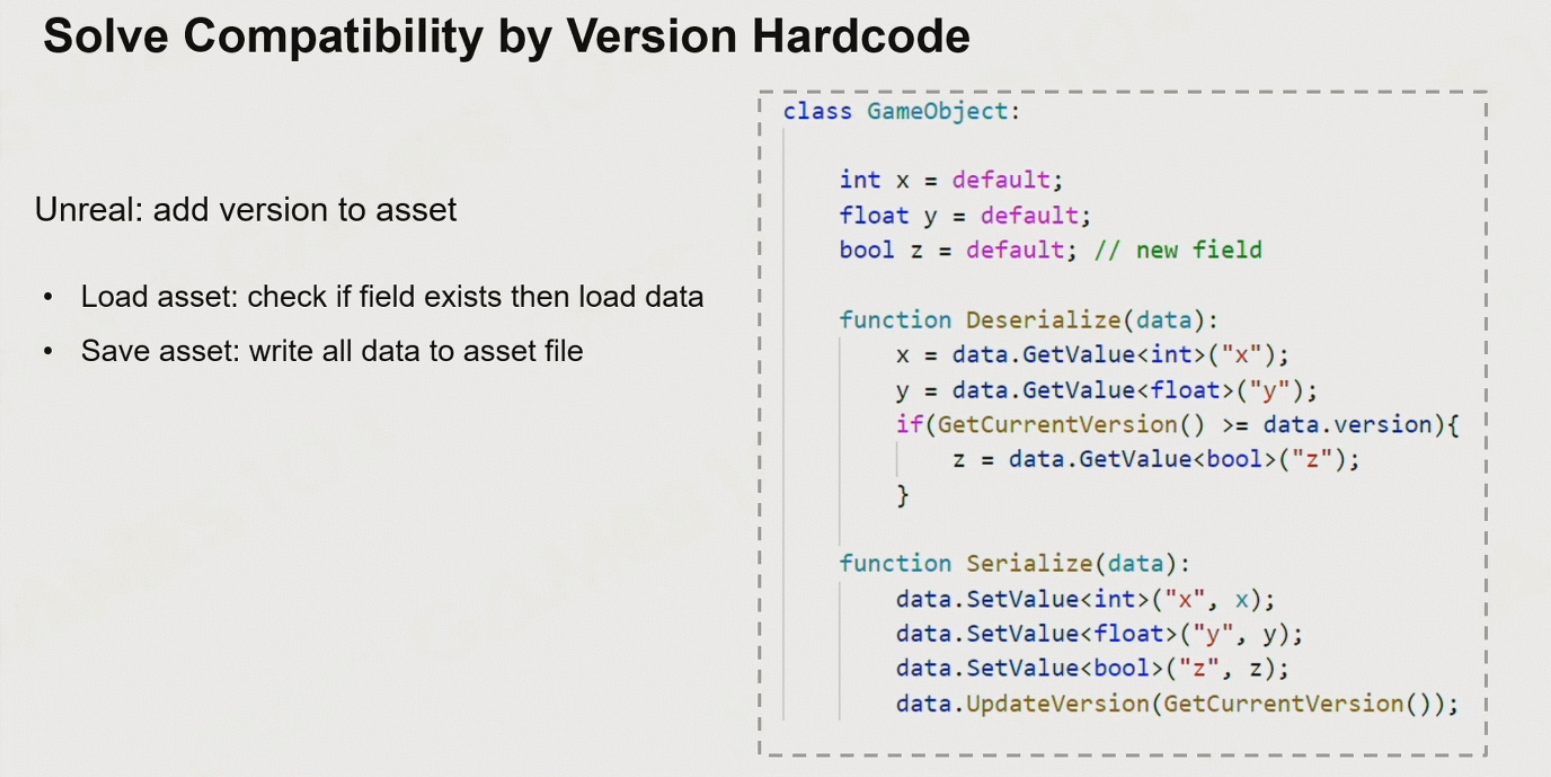 Solve Compatibility by Version Hardcode
Unreal: add version to asset
• Load asset: check if field exists then load data
• Save asset: write all data to asset file
class GameObject:
int x = default;
float y = default;
bool z = default; // new field
function Deserialize(data):
x = data.GetValue<int>("x");
y = data.GetValue<float>("y");
if(GetCurrentVersion() >= data.version){
z = data.GetValue<bool>("z");
}
function Serialize(data):
data.SetValue<int>("x", x);
data.SetValue<float>("y", y);
data.SetValue<bool>("z", z);
data.UpdateVersion(GetCurrentVersion());